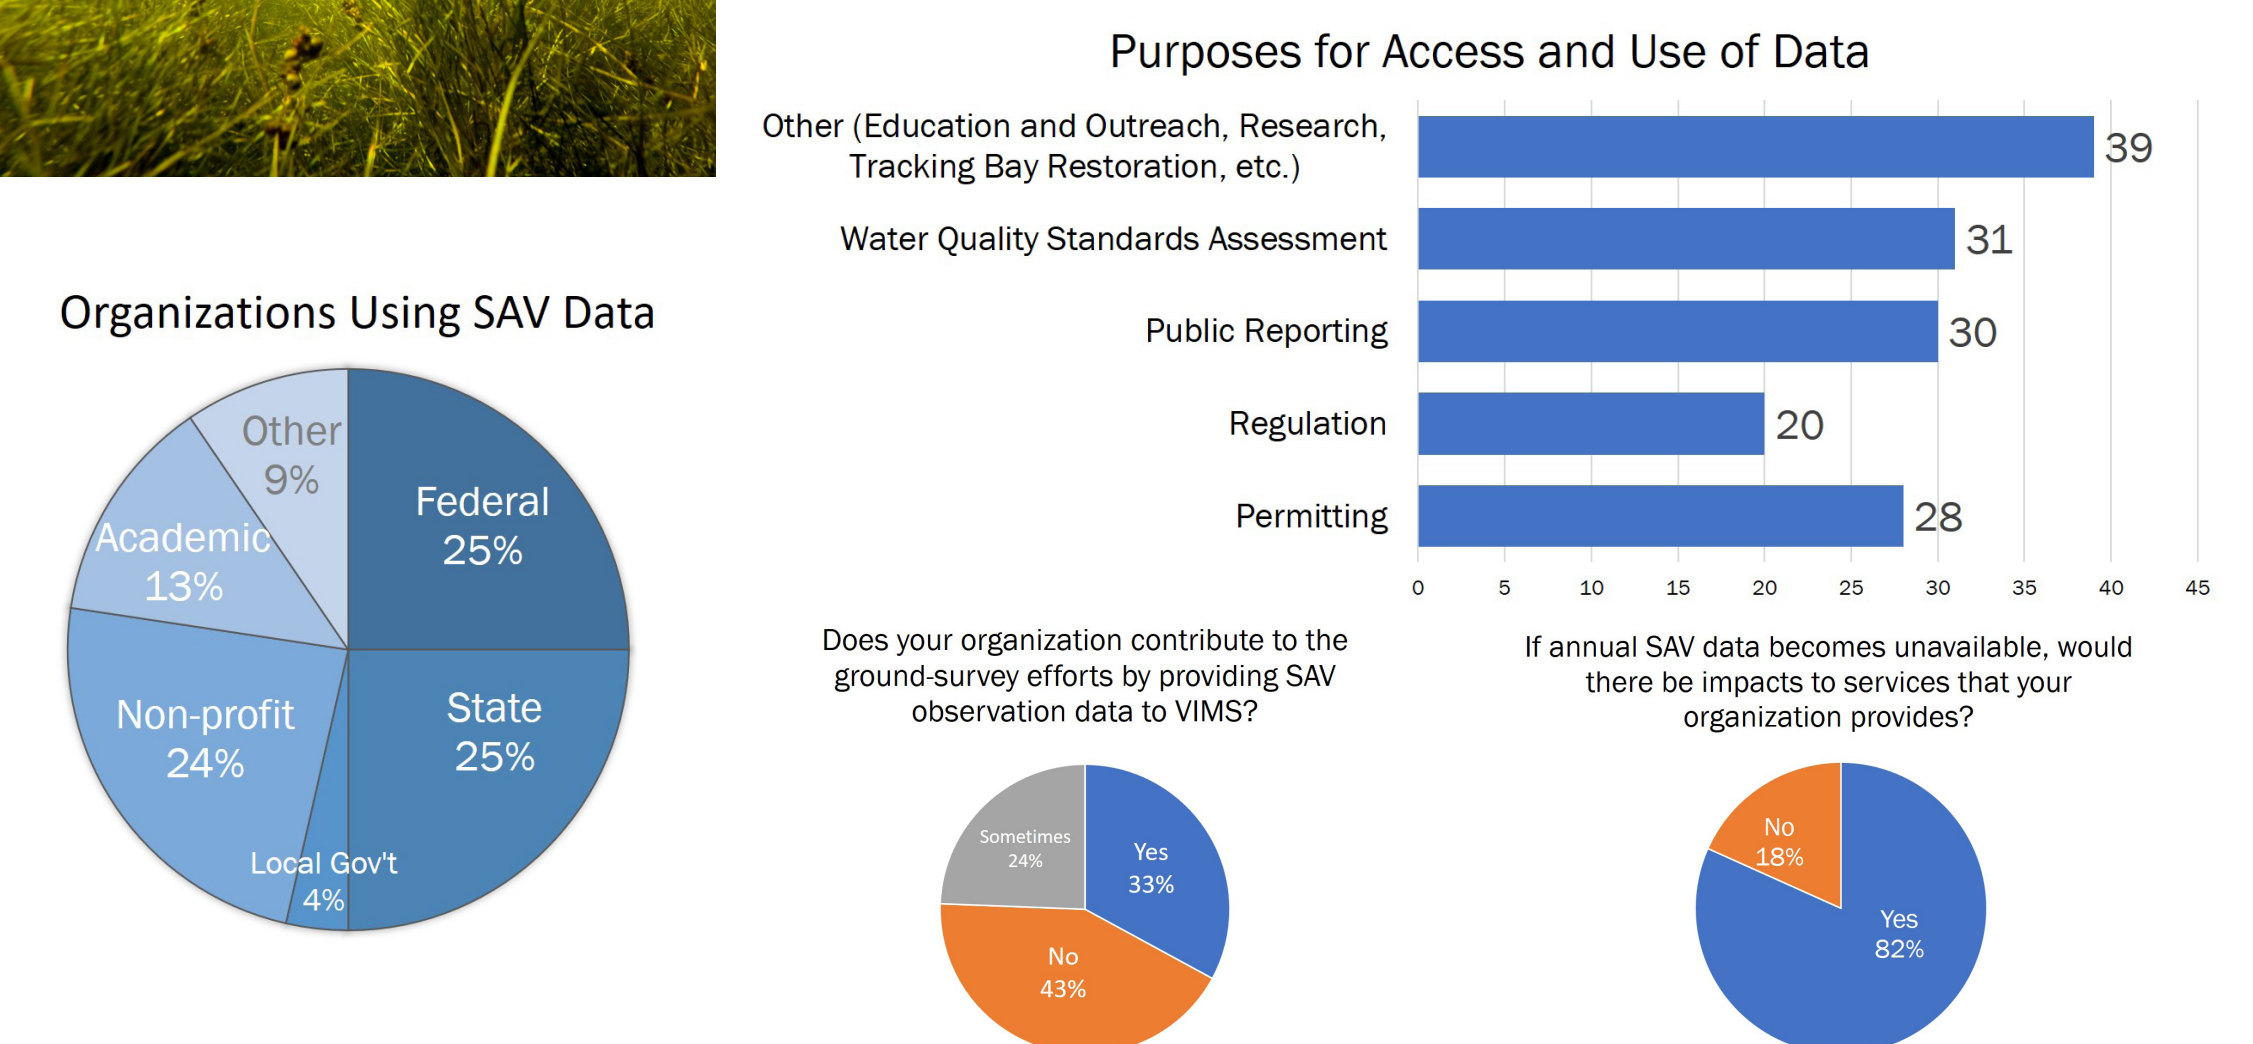 Purposes for Access and Use of Data
Other (Education and Outreach, Research,
Tracking Bay Restoration, etc.)
39
Water Quality Standards Assessment
31
Public Reporting
30
Regulation
20
Permitting
28
0 5 10 15 20 25 30 35 40 45
Organizations Using SAV Data
Other
9%
Federal
25%
Academic
13%
State
25%
Non-profit
24%
Local Gov't
4%
Does your organization contribute to the
ground-survey efforts by providing SAV
observation data to VIMS?
Sometimes
24%
Yes
33%
No
43%
If annual SAV data becomes unavailable, would
there be impacts to services that your
organization provides?
No
18%
Yes
82%